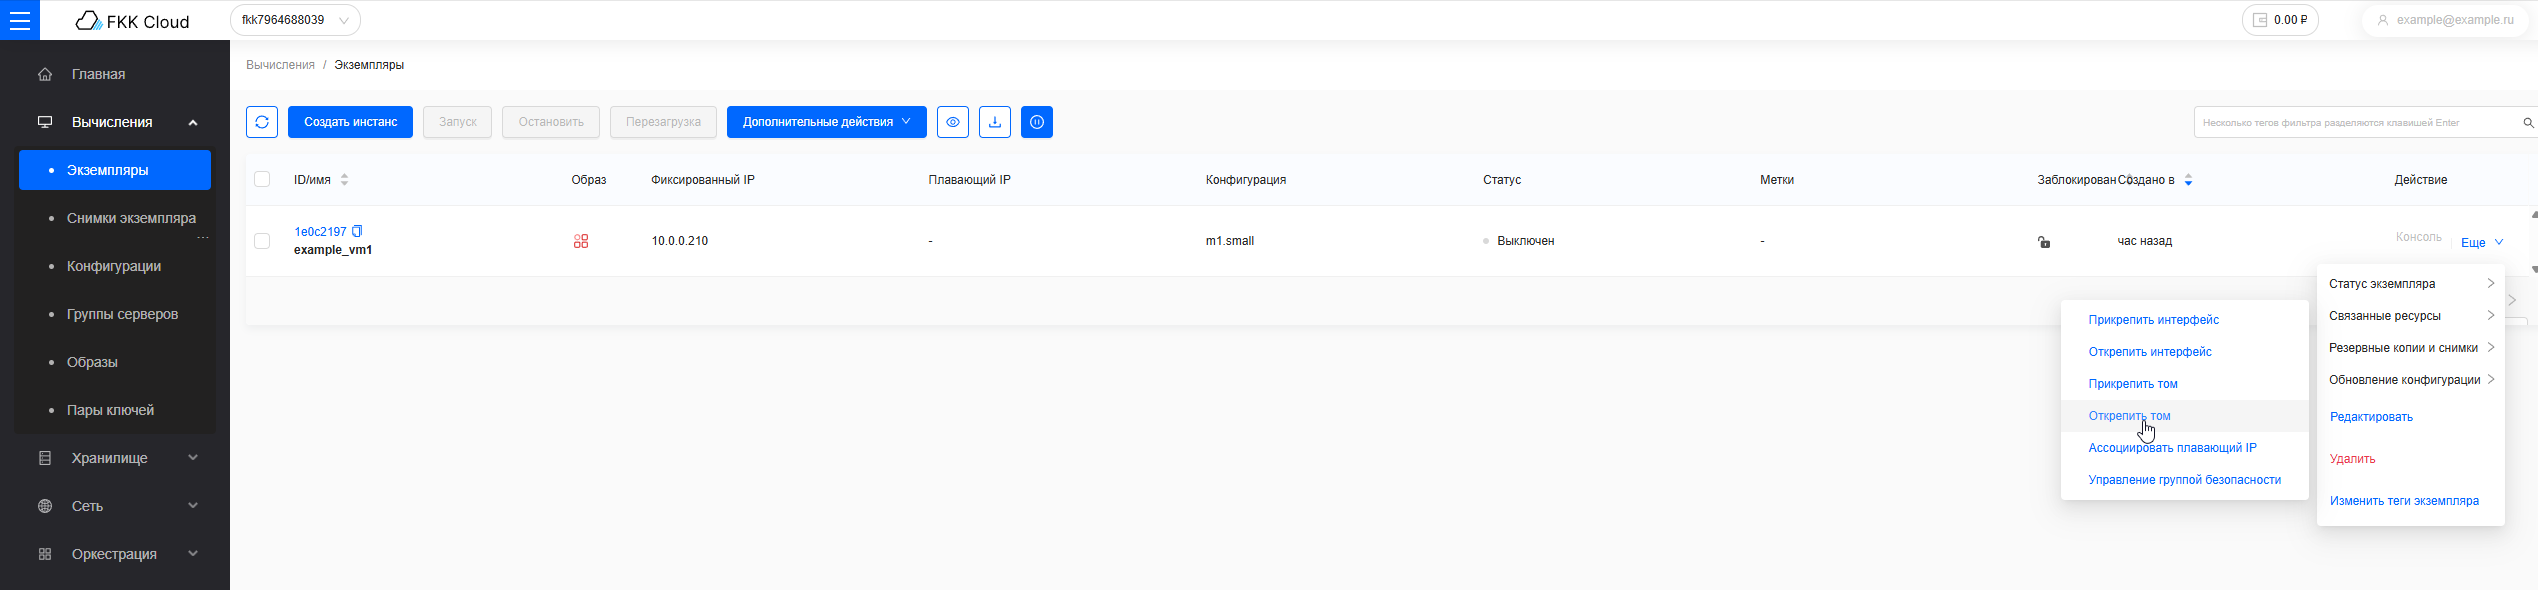 FKK Cloud
fkk7964688039
0.00 ₽
example@example.ru
Главная
Вычисления
Экземпляры
Снимки экземпляра
...
Конфигурации
Группы серверов
Образы
Пары ключей
Хранилище
Сеть
Оркестрация
Вычисления / Экземпляры
Создать инстанс
Запуск
Остановить
Перезагрузка
Дополнительные действия
Несколько тегов фильтра разделяются клавишей Enter
ID/имя
Образ
Фиксированный IP
Плавающий IP
Конфигурация
Статус
Метки
Заблокирован
Создано в
Действие
1e0c2197
example_vm1
10.0.0.210
-
m1.small
Выключен
-
час назад
Консоль
Еще
Статус экземпляра
Связанные ресурсы
Резервные копии и снимки
Обновление конфигурации
Редактировать
Удалить
Изменить теги экземпляра
Прикрепить интерфейс
Открепить интерфейс
Прикрепить том
Открепить том
Ассоциировать плавающий IP
Управление группой безопасности